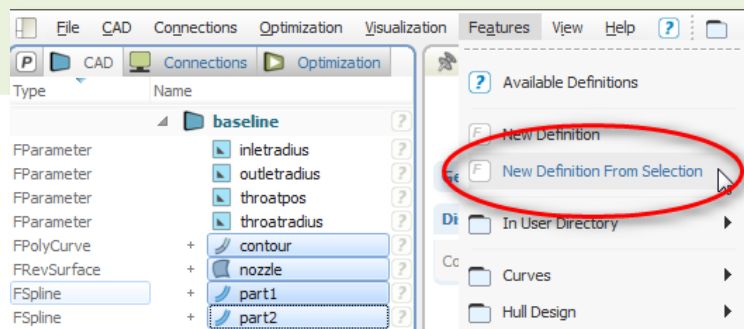 File CAD Connections Optimization Visualization Features View Help ?
P CAD Connections Optimization
Type Name
baseline ?
FParameter inletradius ?
FParameter outletradius ?
FParameter throatpos ?
FParameter throatradius ?
FPolyCurve + contour ?
FRevSurface + nozzle ?
FSpline + part1 ?
FSpline + part2 ?
? Available Definitions
F New Definition
F New Definition From Selection
In User Directory
Curves
Hull Design